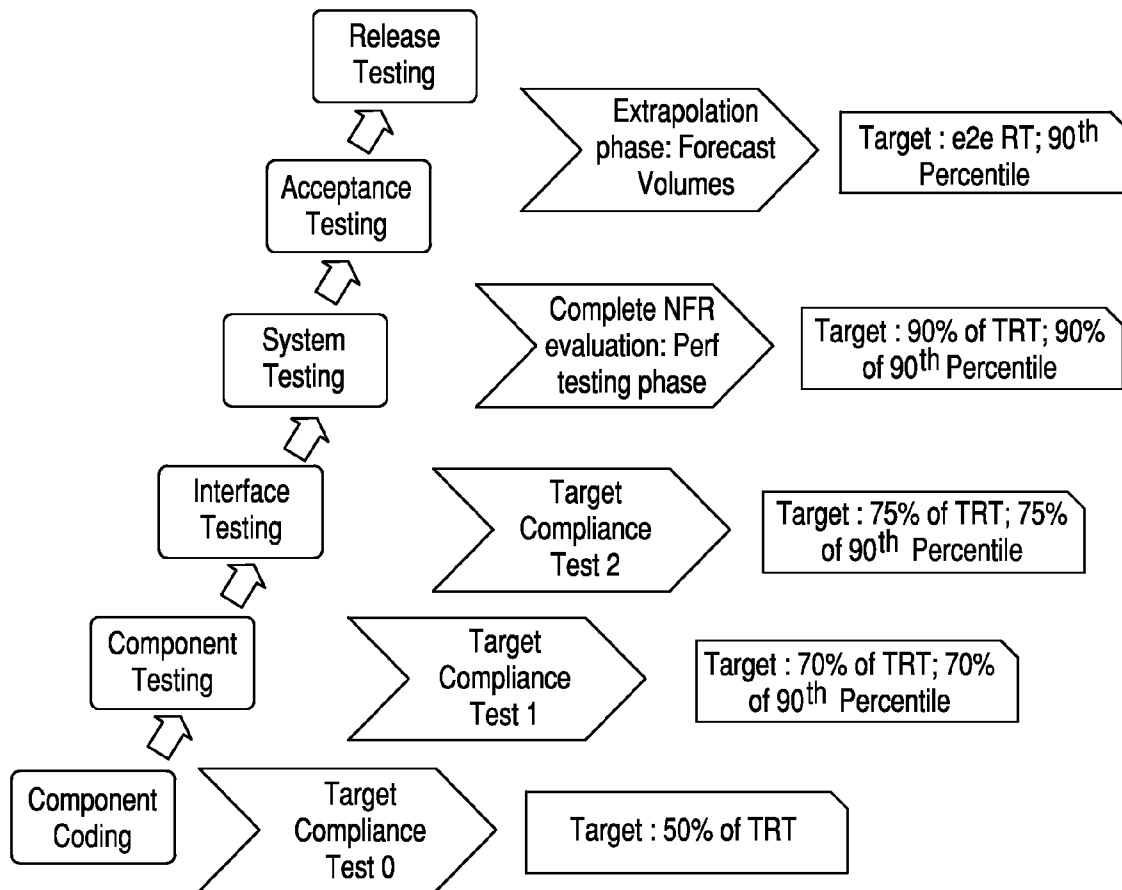 Release
Testing
Extrapolation
phase: Forecast
Volumes
Target : e2e RT; 90th
Percentile
Acceptance
Testing
System
Testing
Complete NFR
evaluation: Perf
testing phase
Target : 90% of TRT; 90%
of 90th Percentile
Interface
Testing
Target
Compliance
Test 2
Target : 75% of TRT; 75%
of 90th Percentile
Component
Testing
Target
Compliance
Test 1
Target : 70% of TRT; 70%
of 90th Percentile
Component
Coding
Target
Compliance
Test 0
Target : 50% of TRT